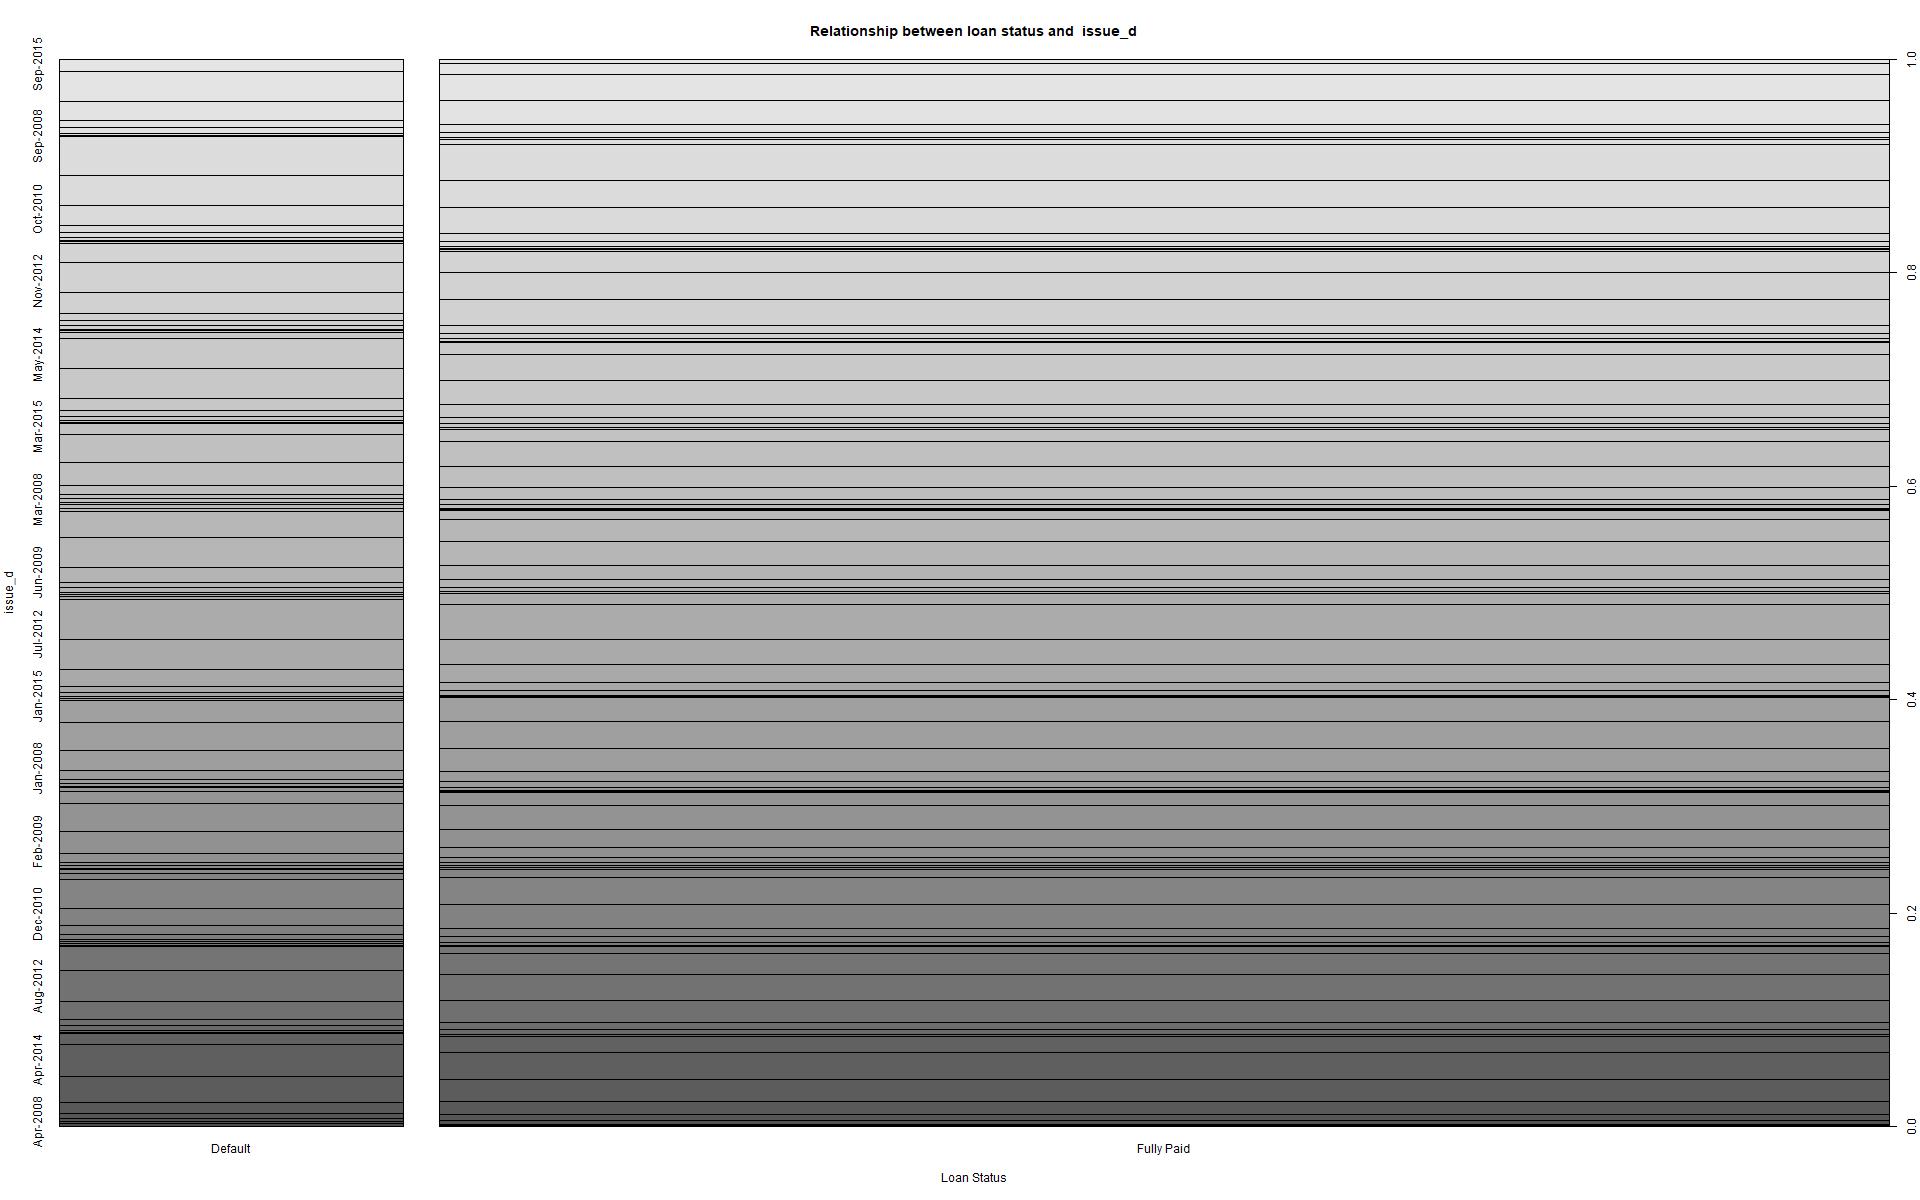 Relationship between loan status and  issue_d
Sep-2015
Sep-2008
Oct-2010
Nov-2012
May-2014
Mar-2015
Mar-2008
Jun-2009
Jul-2012
Jan-2015
Jan-2008
Feb-2009
Dec-2010
Aug-2012
Apr-2014
Apr-2008
issue_d
1.0
0.8
0.6
0.4
0.2
0.0
Default
Fully Paid
Loan Status